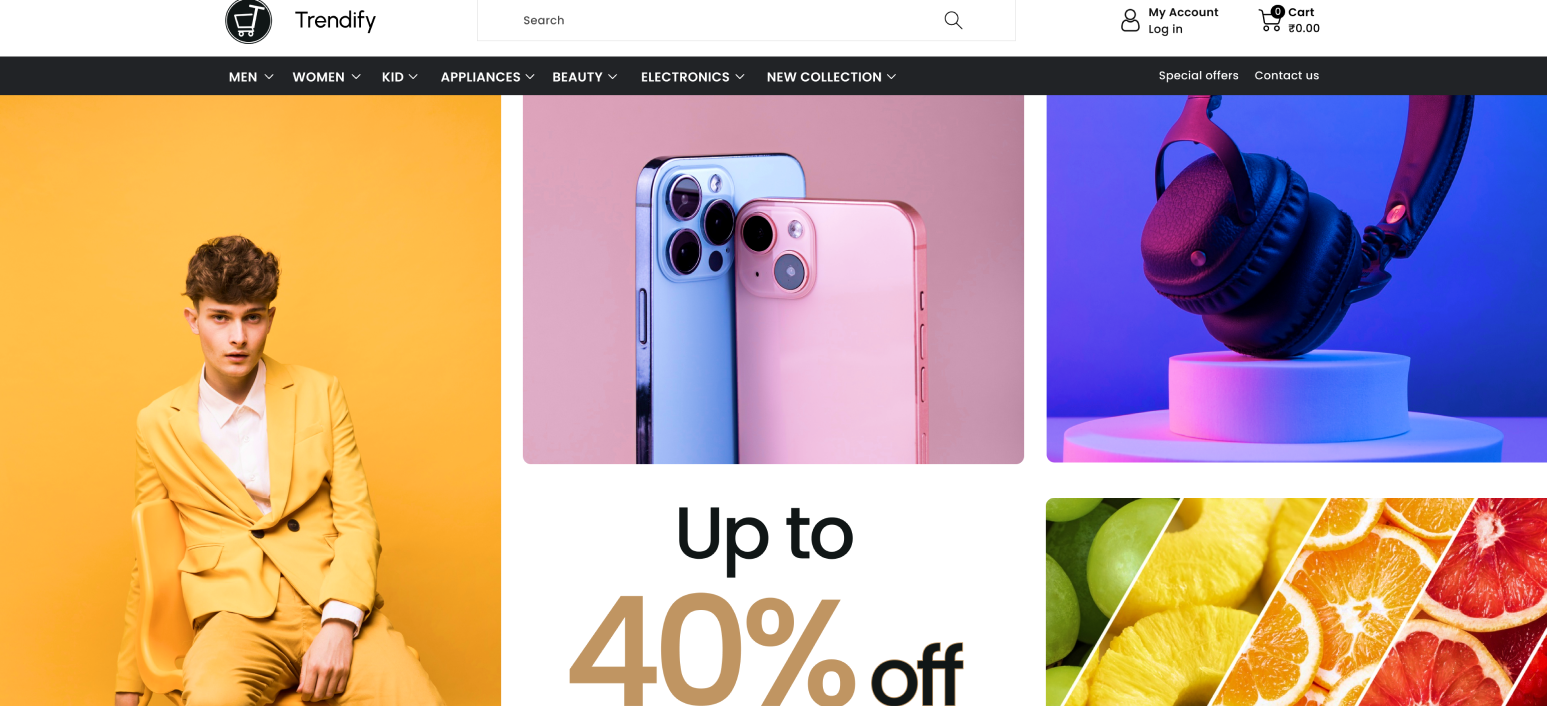 Trendify
Search
My Account
Log in
0
Cart
₹0.00
MEN
WOMEN
KID
APPLIANCES
BEAUTY
ELECTRONICS
NEW COLLECTION
Special offers
Contact us
Up to
40% off